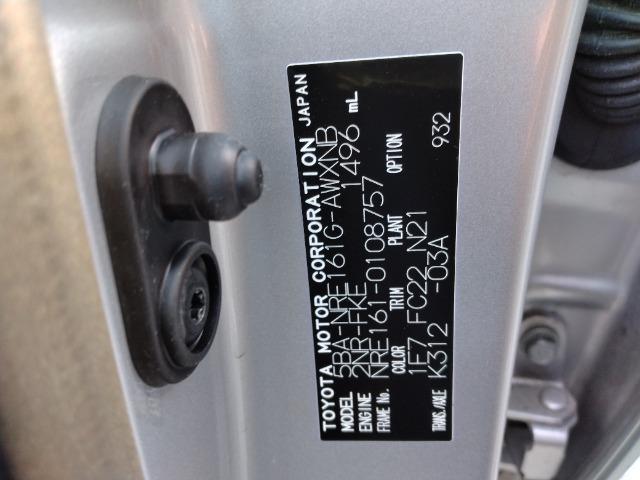 TOYOTA MOTOR CORPORATION JAPAN
MODEL 5BA-NRE161G-AWXNB
ENGINE 2NR-FKE 1496 mL
FRAME No. NRE161-0108757
COLOR TRIM PLANT OPTION
1F7 FC22 N21
TRANS./AXLE K312 -03A 932